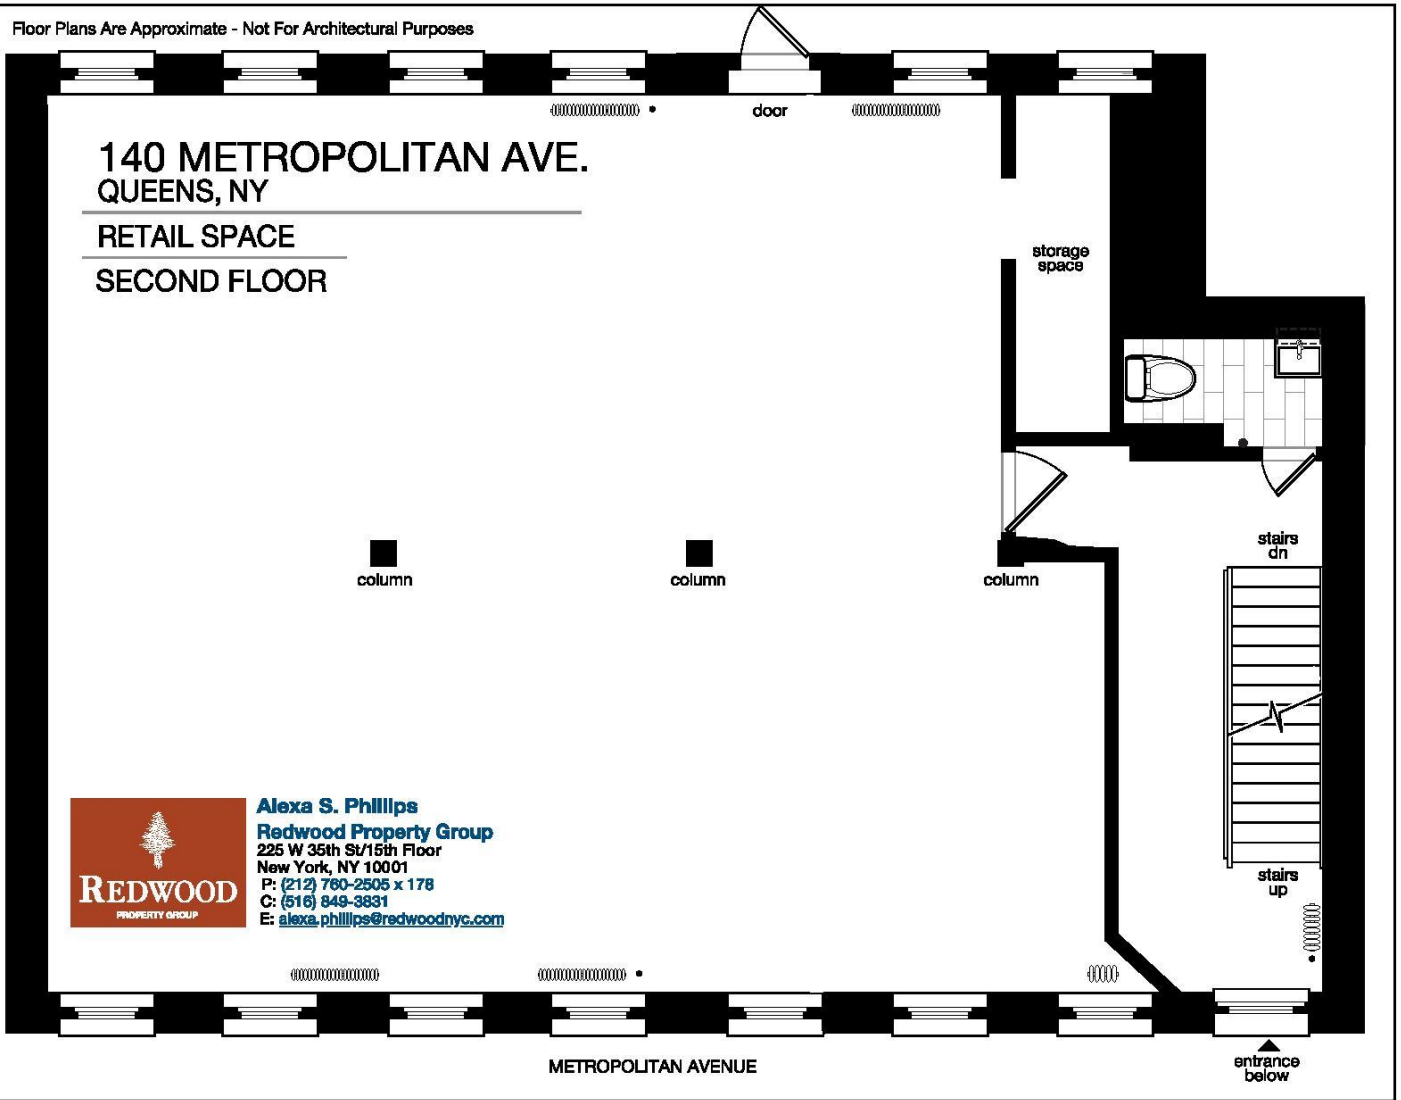 Floor Plans Are Approximate - Not For Architectural Purposes
door
140 METROPOLITAN AVE.
QUEENS, NY
RETAIL SPACE
SECOND FLOOR
storage
space
stairs
dn
column
column
column
Alexa S. Phillips
Redwood Property Group
225 W 35th St/15th Floor
New York, NY 10001
P: (212) 760-2505 x 178
C: (516) 849-3831
E: alexa.phillips@redwoodnyc.com
REDWOOD
PROPERTY GROUP
stairs
up
METROPOLITAN AVENUE
entrance
below